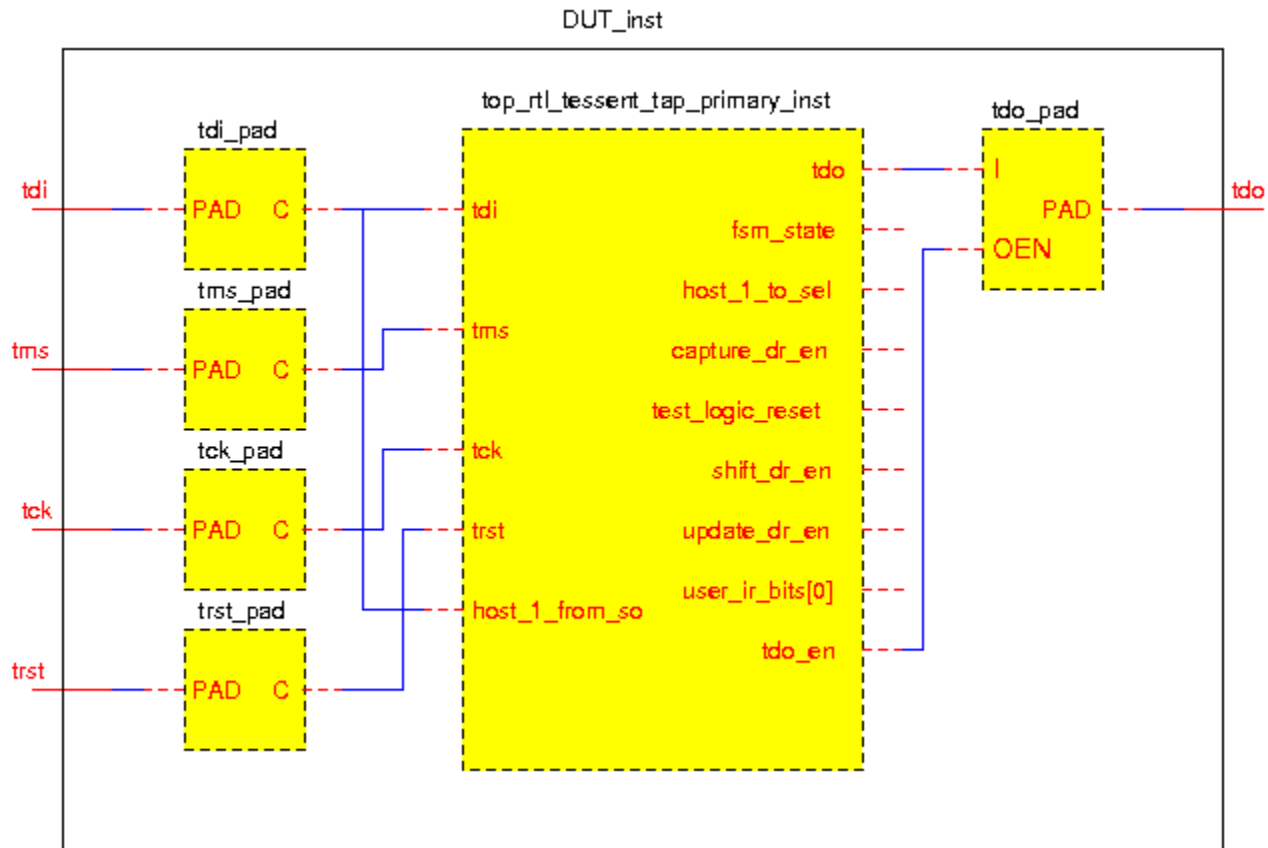 DUT_inst
top_rtl_tessent_tap_primary_inst
tdo_pad
tdi_pad
tdi
PAD C
tdi
tdo
I
PAD
tdo
fsm_state
OEN
tms_pad
host_1_to_sel
tms
PAD C
tms
capture_dr_en
test_logic_reset
tck_pad
tck
shift_dr_en
tck
PAD C
trst
update_dr_en
trst_pad
host_1_from_so
user_ir_bits[0]
tdo_en
trst
PAD C